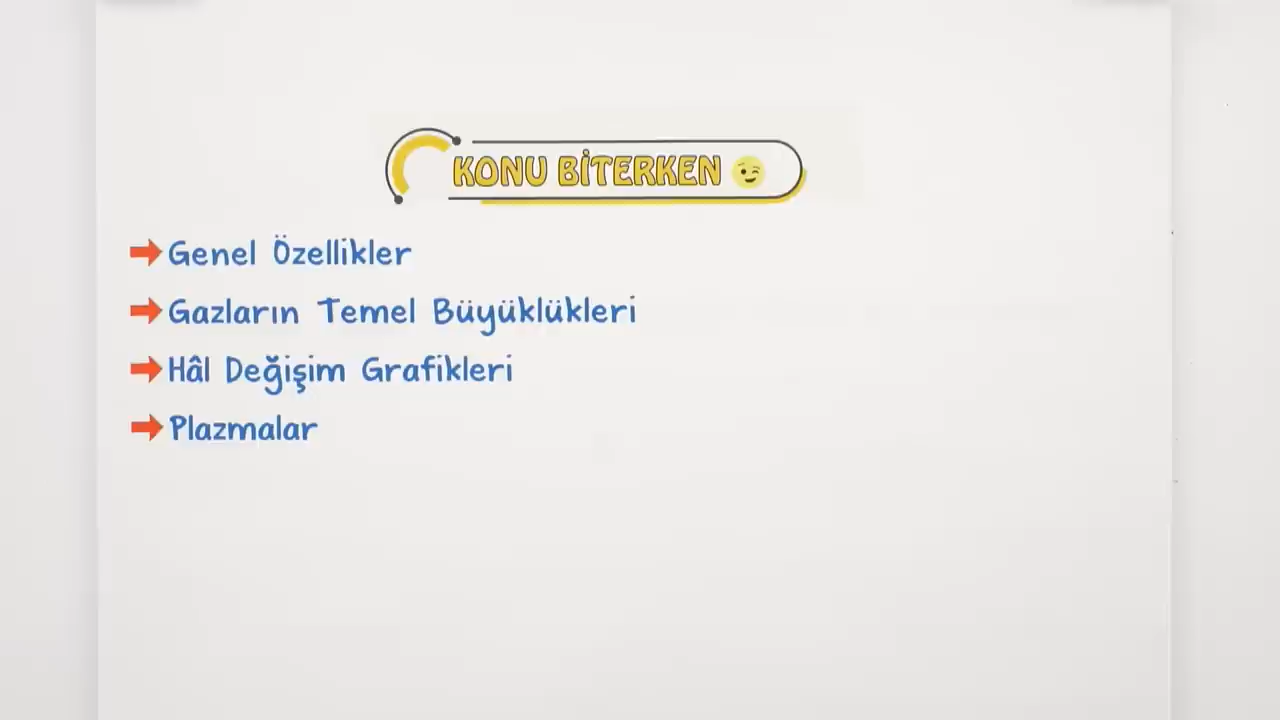 KONU BİTERKEN
Genel Özellikler
Gazların Temel Büyüklükleri
Hâl Değişim Grafikleri
Plazmalar